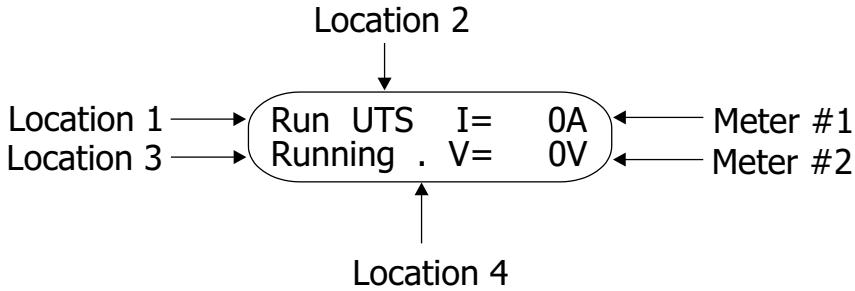 Location 2
Location 1 Run UTS I= 0A Meter #1
Location 3 Running . V= 0V Meter #2
Location 4